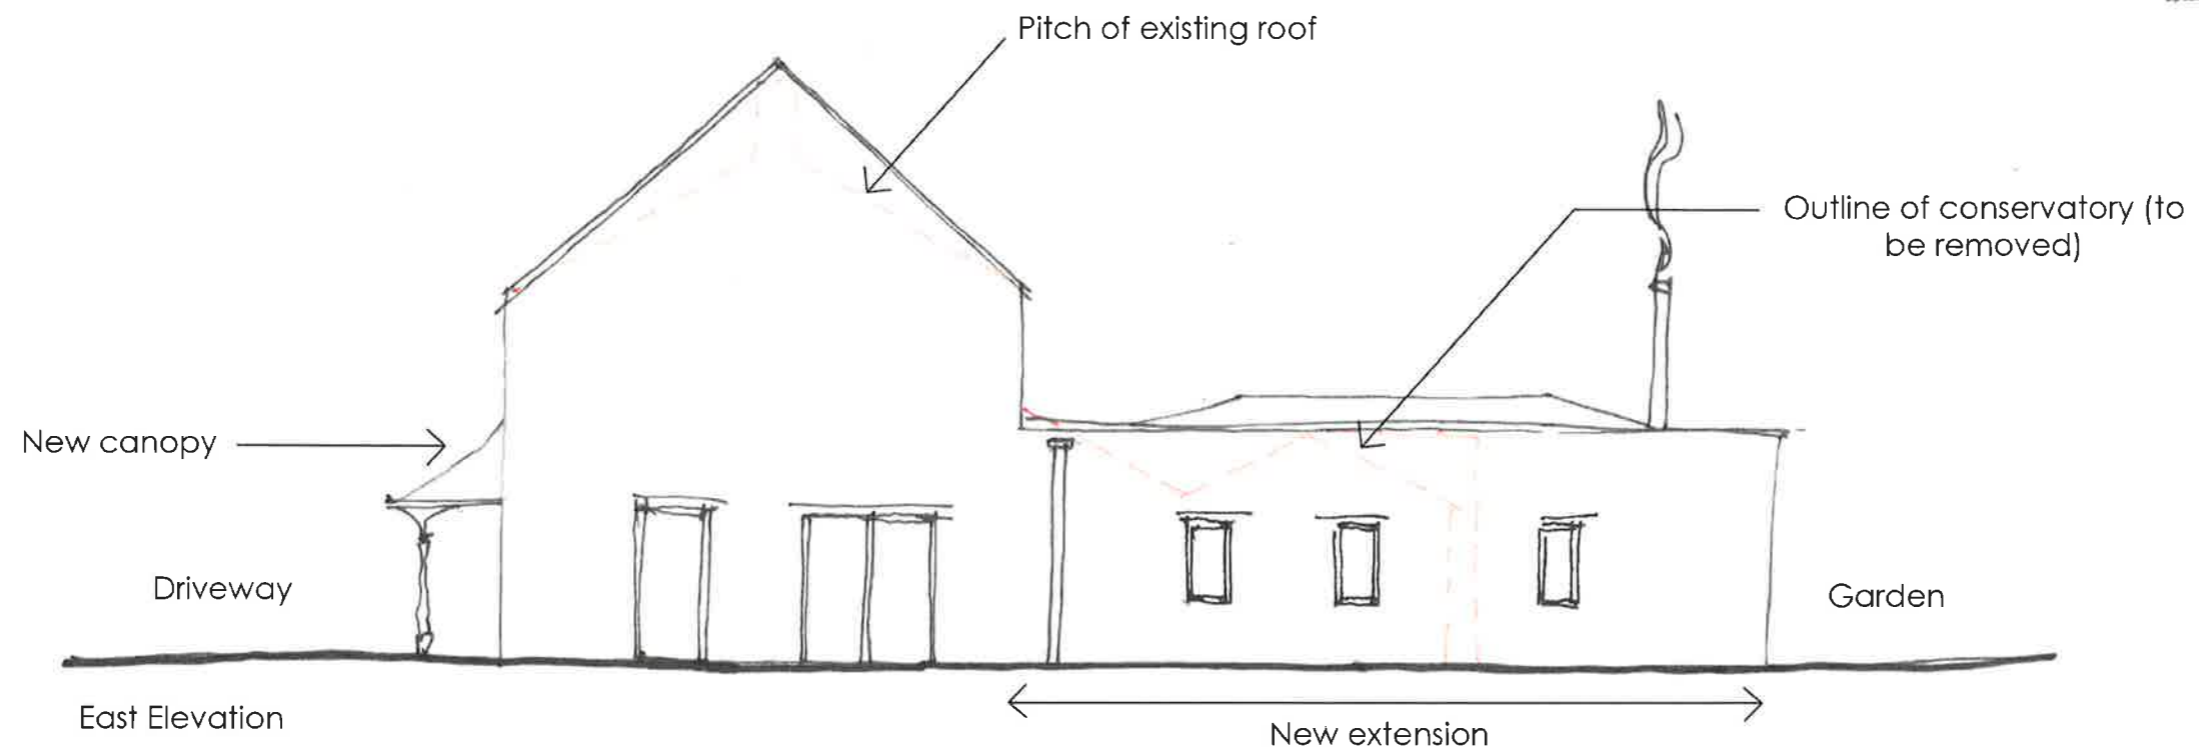 Pitch of existing roof
Outline of conservatory (to
be removed)
New canopy
Driveway
Garden
East Elevation
New extension